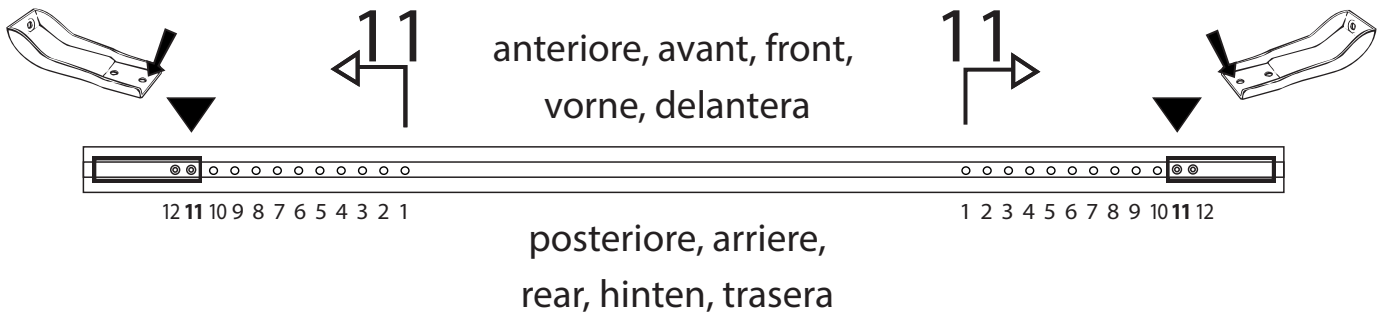 11 11
anteriore, avant, front,
vorne, delantera
12 11 10 9 8 7 6 5 4 3 2 1 1 2 3 4 5 6 7 8 9 10 11 12
posteriore, arriere,
rear, hinten, trasera